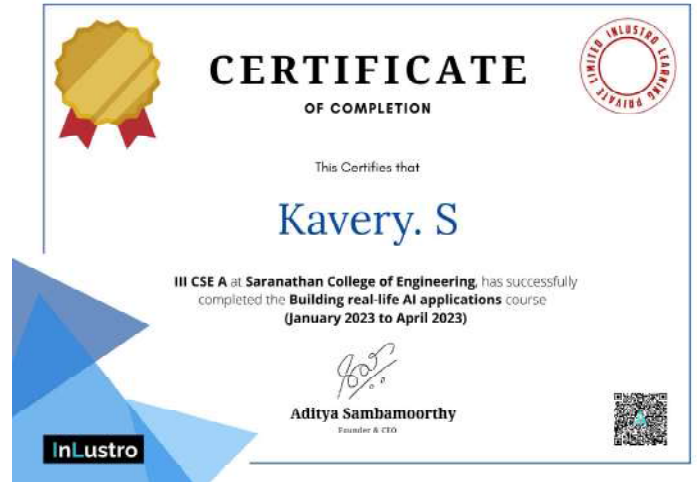 CERTIFICATE
OF COMPLETION
INLUSTRO LEARNING PRIVATE LIMITED
This Certifies that
Kavery. S
III CSE A at Saranathan College of Engineering, has successfully
completed the Building real-life AI applications course
(January 2023 to April 2023)
Aditya Sambamoorthy
Founder & CEO
InLustro